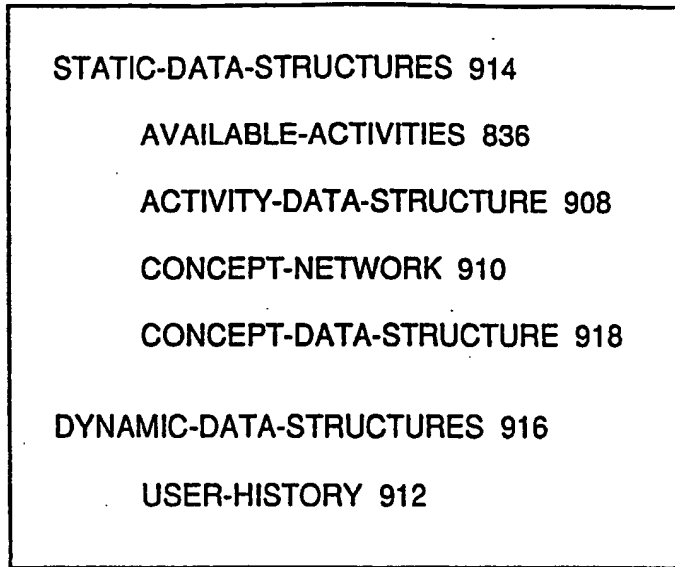 STATIC-DATA-STRUCTURES 914
AVAILABLE-ACTIVITIES 836
ACTIVITY-DATA-STRUCTURE 908
CONCEPT-NETWORK 910
CONCEPT-DATA-STRUCTURE 918
DYNAMIC-DATA-STRUCTURES 916
USER-HISTORY 912